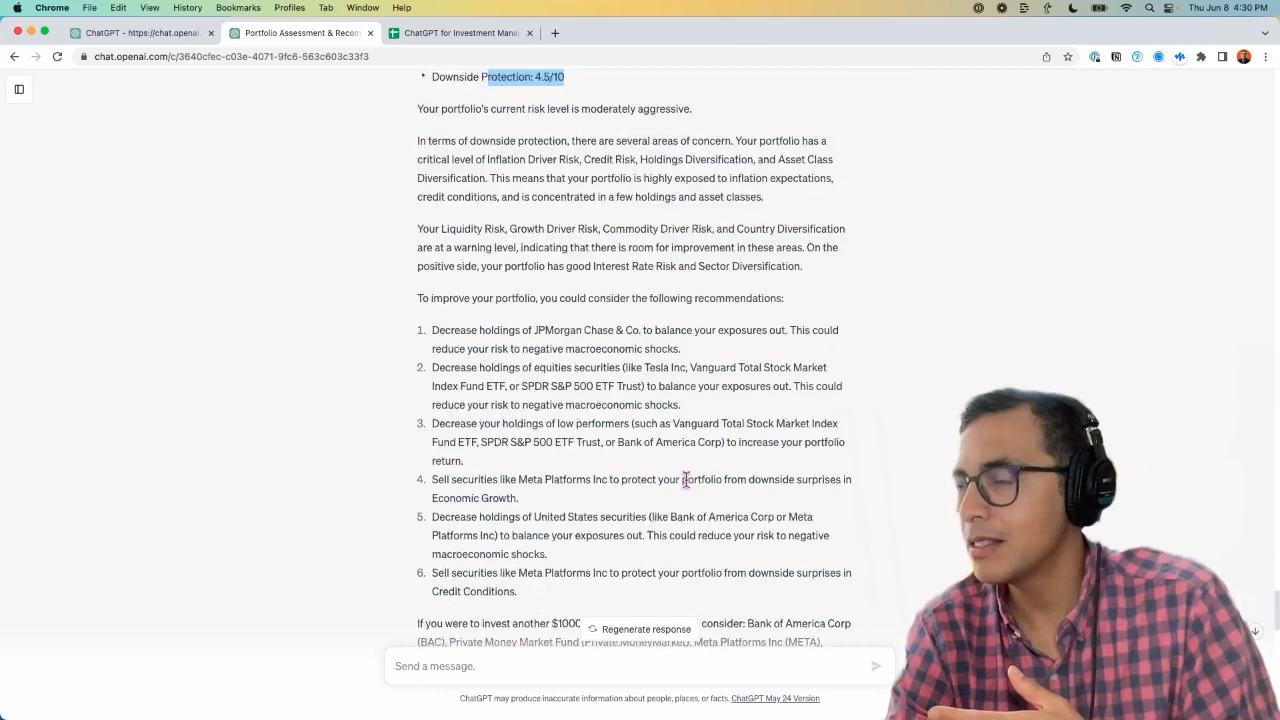 Chrome File Edit View History Bookmarks Profiles Tab Window Help Thu Jun 8 4:30 PM
ChatGPT - https://chat.openai. Portfolio Assessment & Recom ChatGPT for Investment Manag
chat.openai.com/c/3640cfec-c03e-4071-9fc6-563c603c33f3
• Downside Protection: 4.5/10
Your portfolio's current risk level is moderately aggressive.
In terms of downside protection, there are several areas of concern. Your portfolio has a
critical level of Inflation Driver Risk, Credit Risk, Holdings Diversification, and Asset Class
Diversification. This means that your portfolio is highly exposed to inflation expectations,
credit conditions, and is concentrated in a few holdings and asset classes.
Your Liquidity Risk, Growth Driver Risk, Commodity Driver Risk, and Country Diversification
are at a warning level, indicating that there is room for improvement in these areas. On the
positive side, your portfolio has good Interest Rate Risk and Sector Diversification.
To improve your portfolio, you could consider the following recommendations:
1. Decrease holdings of JPMorgan Chase & Co. to balance your exposures out. This could
reduce your risk to negative macroeconomic shocks.
2. Decrease holdings of equities securities (like Tesla Inc, Vanguard Total Stock Market
Index Fund ETF, or SPDR S&P 500 ETF Trust) to balance your exposures out. This could
reduce your risk to negative macroeconomic shocks.
3. Decrease your holdings of low performers (such as Vanguard Total Stock Market Index
Fund ETF, SPDR S&P 500 ETF Trust, or Bank of America Corp) to increase your portfolio
return.
4. Sell securities like Meta Platforms Inc to protect your portfolio from downside surprises in
Economic Growth.
5. Decrease holdings of United States securities (like Bank of America Corp or Meta
Platforms Inc) to balance your exposures out. This could reduce your risk to negative
macroeconomic shocks.
6. Sell securities like Meta Platforms Inc to protect your portfolio from downside surprises in
Credit Conditions.
If you were to invest another $1000 consider: Bank of America Corp
Regenerate response
(BAC), Private Money Market Fund (Private:MoneyMarket), Meta Platforms Inc (META),
Send a message.
ChatGPT may produce inaccurate information about people, places, or facts. ChatGPT May 24 Version